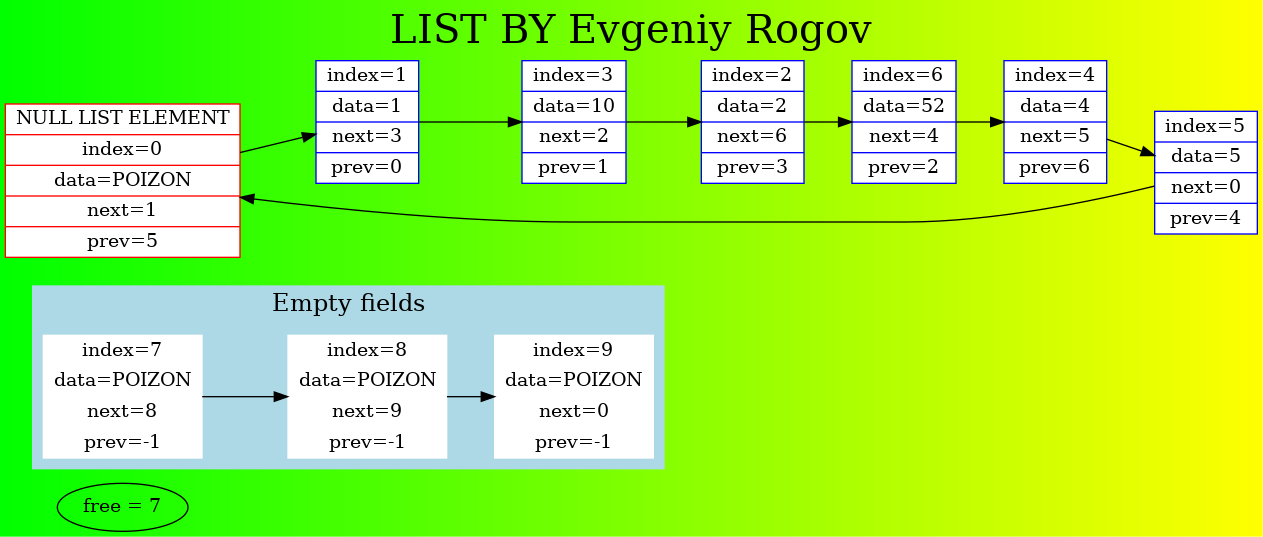 LIST BY Evgeniy Rogov
NULL LIST ELEMENT
index=0
data=POIZON
next=1
prev=5
index=1
data=1
next=3
prev=0
index=3
data=10
next=2
prev=1
index=2
data=2
next=6
prev=3
index=6
data=52
next=4
prev=2
index=4
data=4
next=5
prev=6
index=5
data=5
next=0
prev=4
Empty fields
index=7
data=POIZON
next=8
prev=-1
index=8
data=POIZON
next=9
prev=-1
index=9
data=POIZON
next=0
prev=-1
free = 7